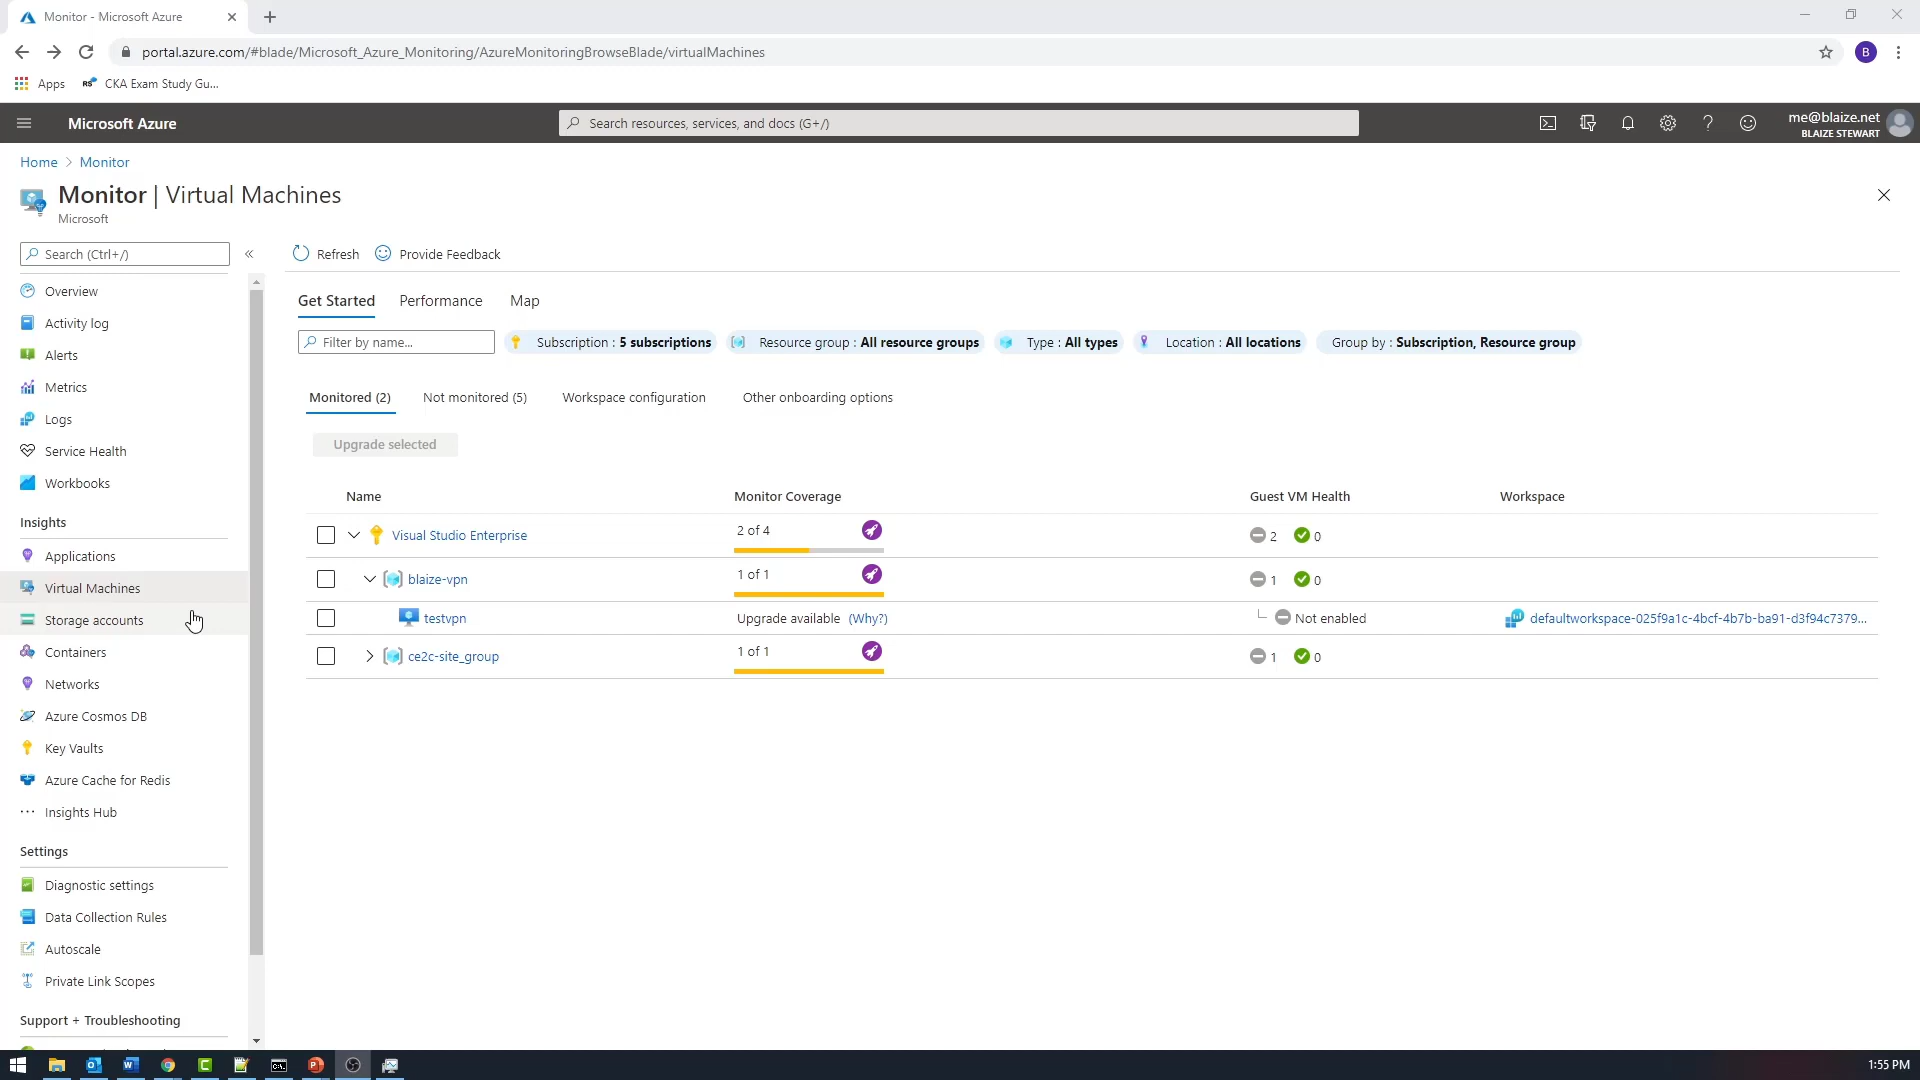 Monitor - Microsoft Azure
portal.azure.com/#blade/Microsoft_Azure_Monitoring/AzureMonitoringBrowseBlade/virtualMachines
B
Apps
RS
CKA Exam Study Gu...
Microsoft Azure
Search resources, services, and docs (G+/)
me@blaize.net
BLAIZE STEWART
Home > Monitor
Monitor | Virtual Machines
Microsoft
Search (Ctrl+/)
«
Refresh
Provide Feedback
Overview
Activity log
Alerts
Metrics
Logs
Service Health
Workbooks
Insights
Applications
Virtual Machines
Storage accounts
Containers
Networks
Azure Cosmos DB
Key Vaults
Azure Cache for Redis
Insights Hub
Settings
Diagnostic settings
Data Collection Rules
Autoscale
Private Link Scopes
Support + Troubleshooting
Get Started
Performance
Map
Filter by name...
Subscription : 5 subscriptions
Resource group : All resource groups
Type : All types
Location : All locations
Group by : Subscription, Resource group
Monitored (2)
Not monitored (5)
Workspace configuration
Other onboarding options
Upgrade selected
Name
Monitor Coverage
Guest VM Health
Workspace
Visual Studio Enterprise
2 of 4
2
0
blaize-vpn
1 of 1
1
0
testvpn
Upgrade available (Why?)
Not enabled
defaultworkspace-025f9a1c-4bcf-4b7b-ba91-d3f94c7379...
ce2c-site_group
1 of 1
1
0
1:55 PM